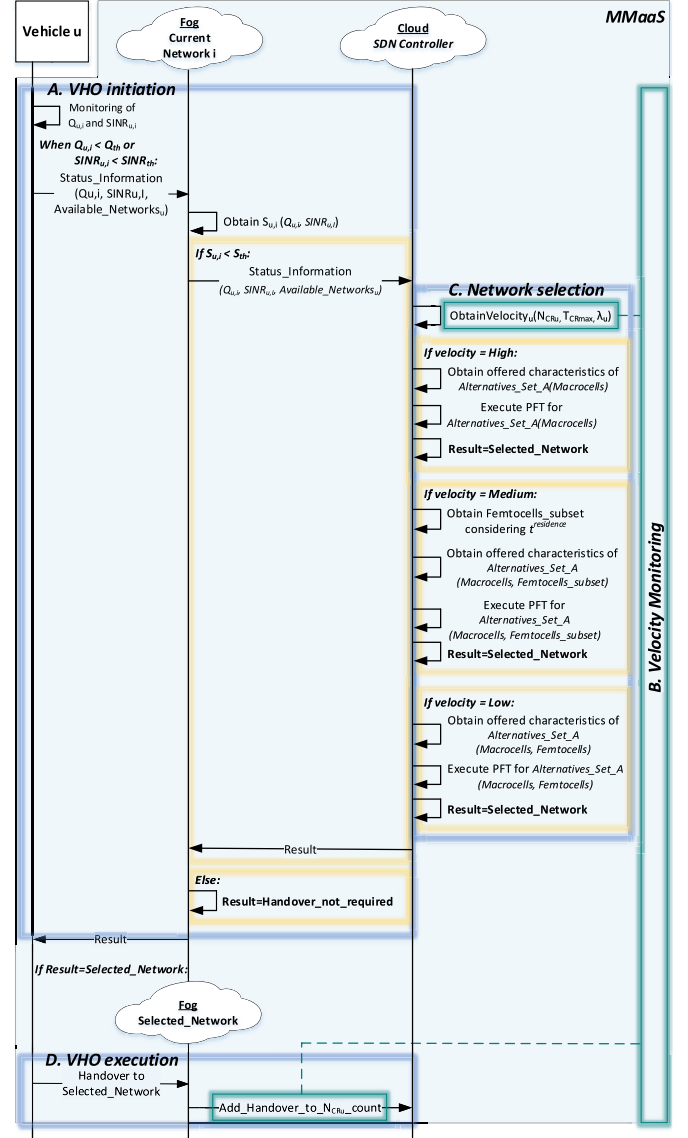 MMaaS
Vehicle u
Fog
Current
Network i
Cloud
SDN Controller
A. VHO initiation
Monitoring of
Qu,i and SINRu,i
When Qu,i < Qth or
SINRu,i < SINRth:
Status_Information
(Qu,i, SINRu,I,
Available_Networksu)
Obtain Su,i (Qu,i, SINRu,i)
If Su,i < Sth:
Status_Information
(Qu,i, SINRu,i, Available_Networksu)
C. Network selection
ObtainVelocityu(NCRu, TCRmax, λu)
If velocity = High:
Obtain offered characteristics of
Alternatives_Set_A(Macrocells)
Execute PFT for
Alternatives_Set_A(Macrocells)
Result=Selected_Network
If velocity = Medium:
Obtain Femtocells_subset
considering tresidence
Obtain offered characteristics of
Alternatives_Set_A
(Macrocells, Femtocells_subset)
Execute PFT for
Alternatives_Set_A
(Macrocells, Femtocells_subset)
Result=Selected_Network
If velocity = Low:
Obtain offered characteristics of
Alternatives_Set_A
(Macrocells, Femtocells)
Execute PFT for Alternatives_Set_A
(Macrocells, Femtocells)
Result=Selected_Network
B. Velocity Monitoring
Result
Else:
Result=Handover_not_required
Result
If Result=Selected_Network:
Fog
Selected_Network
D. VHO execution
Handover to
Selected_Network
Add_Handover_to_NCRu_count